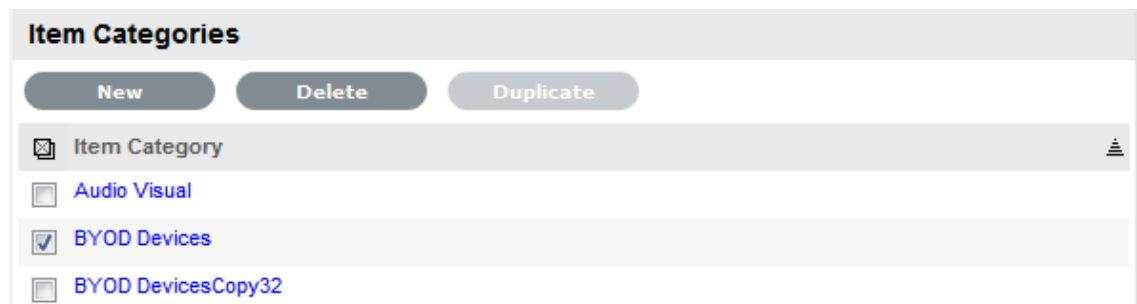 Item Categories
New Delete Duplicate
Item Category
Audio Visual
BYOD Devices
BYOD DevicesCopy32